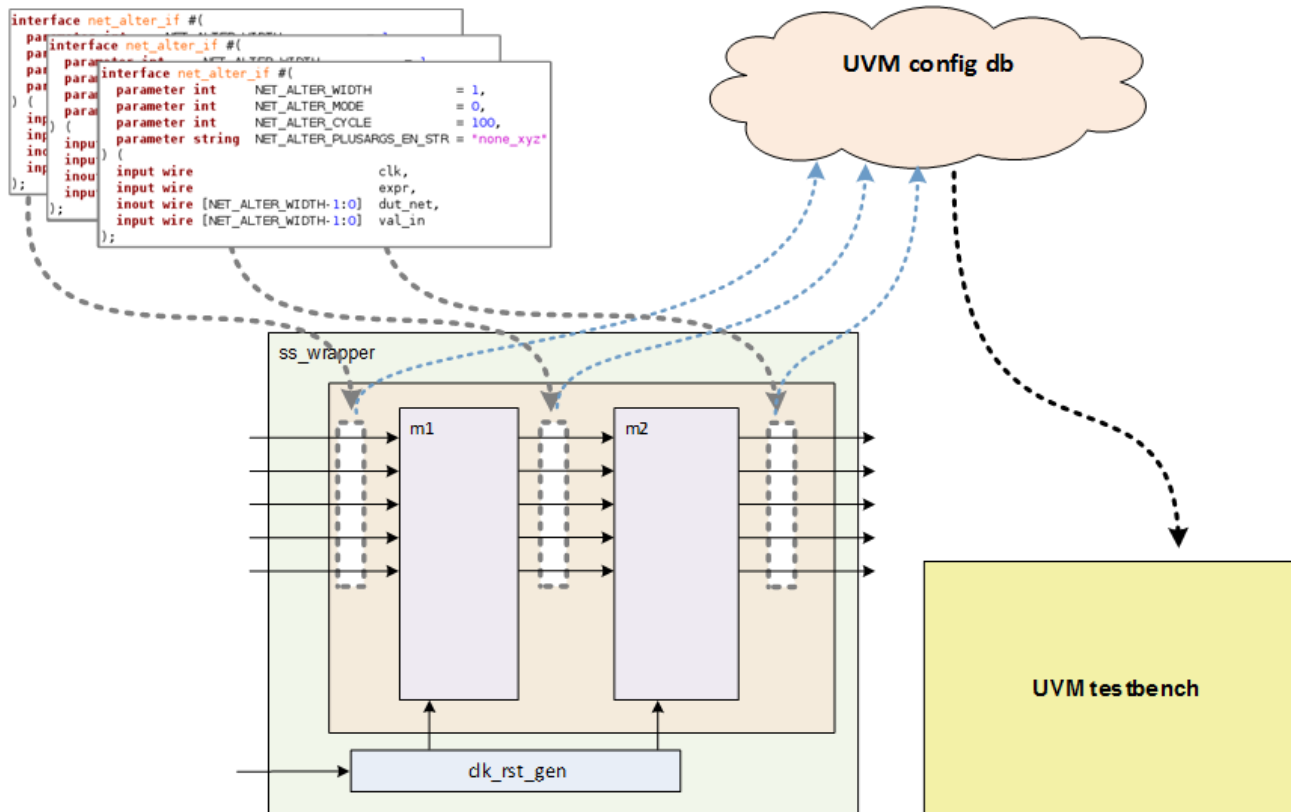 interface net_alter_if #(
interface net_alter_if #(
interface net_alter_if #(
parameter int NET_ALTER_WIDTH = 1,
parameter int NET_ALTER_MODE = 0,
parameter int NET_ALTER_CYCLE = 100,
parameter string NET_ALTER_PLUSARGS_EN_STR = "none_xyz"
) (
input wire clk,
input wire expr,
inout wire [NET_ALTER_WIDTH-1:0] dut_net,
input wire [NET_ALTER_WIDTH-1:0] val_in
);
) (
);
) (
);
UVM config db
ss_wrapper
m1
m2
clk_rst_gen
UVM testbench